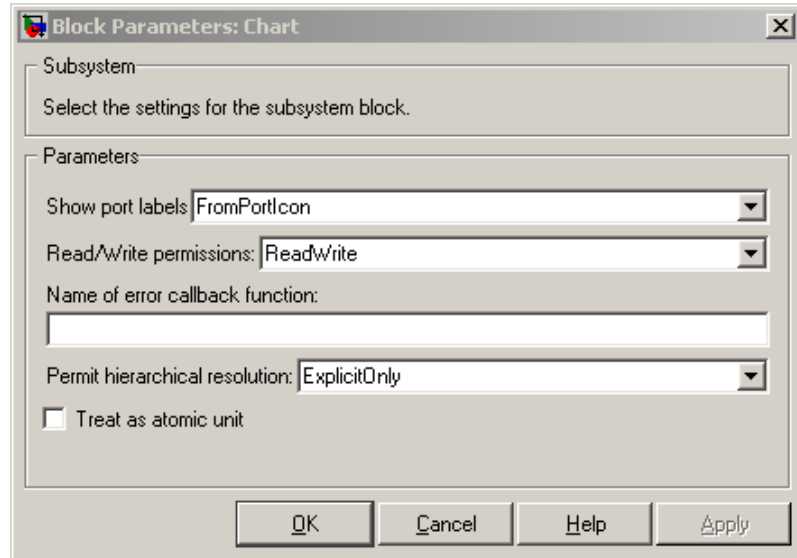 Block Parameters: Chart
Subsystem
Select the settings for the subsystem block.
Parameters
Show port labels FromPortIcon
Read/Write permissions: ReadWrite
Name of error callback function:
Permit hierarchical resolution: ExplicitOnly
Treat as atomic unit
OK Cancel Help Apply